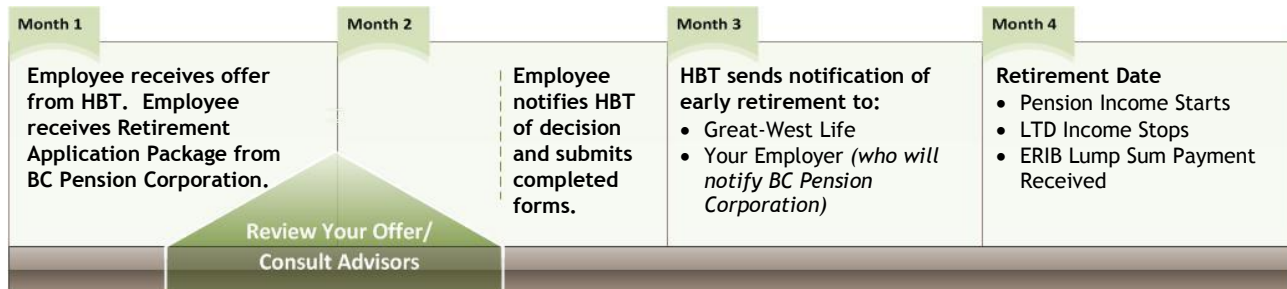 Month 1
Employee receives offer
from HBT.  Employee
receives Retirement
Application Package from
BC Pension Corporation.
Review Your Offer/
Consult Advisors
Month 2
Employee
notifies HBT
of decision
and submits
completed
forms.
Month 3
HBT sends notification of
early retirement to:
• Great-West Life
• Your Employer (who will
notify BC Pension
Corporation)
Month 4
Retirement Date
• Pension Income Starts
• LTD Income Stops
• ERIB Lump Sum Payment
Received